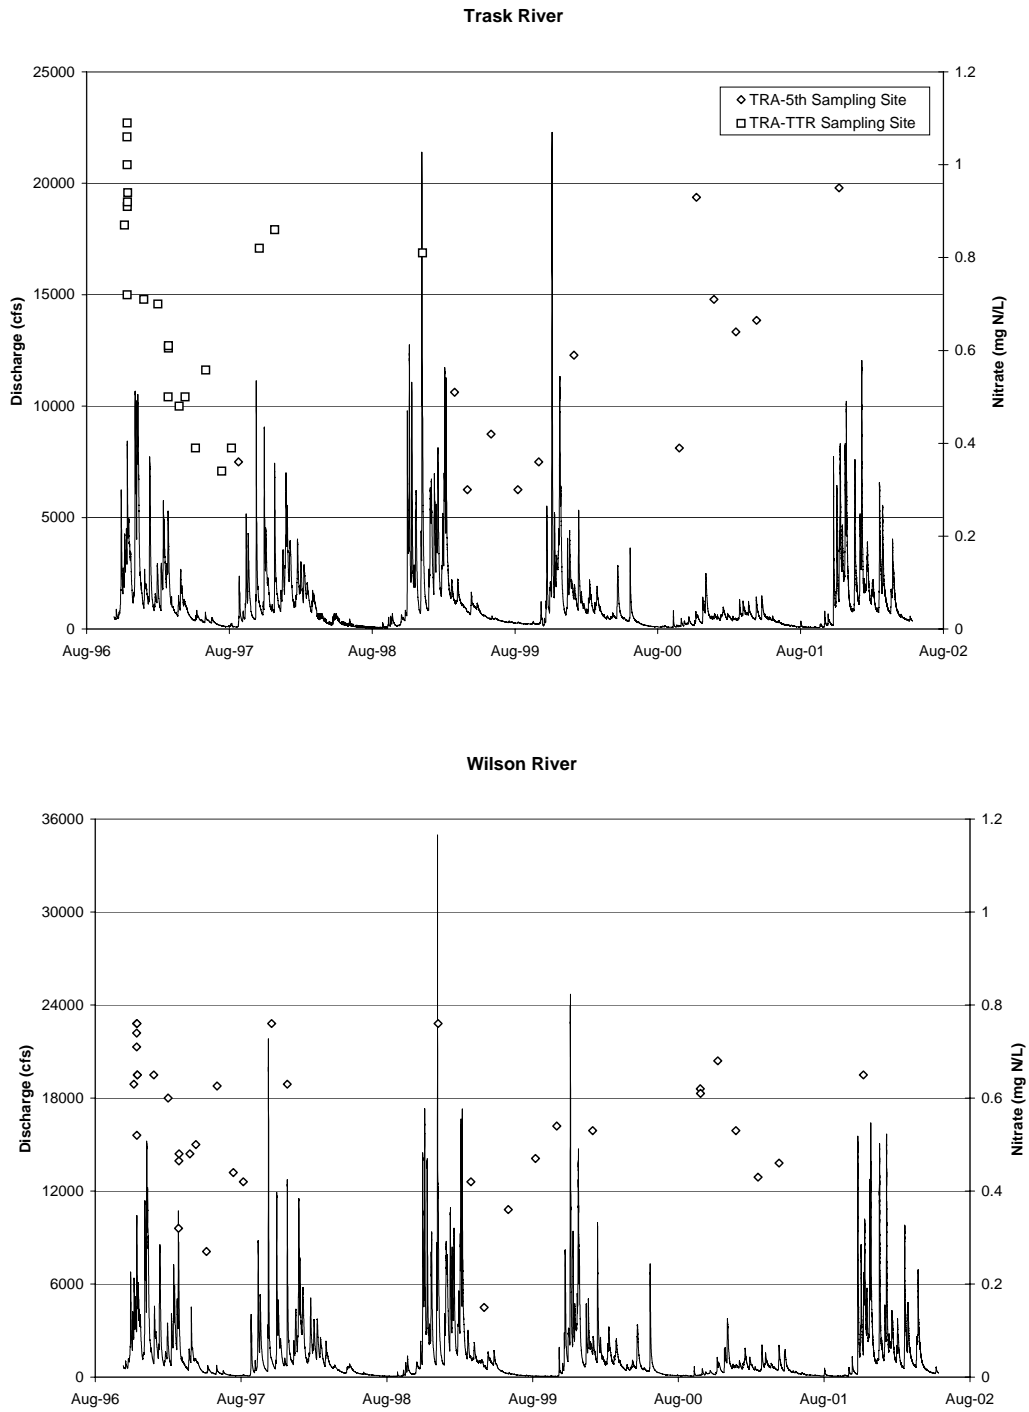 Trask River
25000
20000
15000
10000
5000
0
Discharge (cfs)
1.2
1
0.8
0.6
0.4
0.2
0
Nitrate (mg N/L)
TRA-5th Sampling Site
TRA-TTR Sampling Site
Aug-96 Aug-97 Aug-98 Aug-99 Aug-00 Aug-01 Aug-02
Wilson River
36000
30000
24000
18000
12000
6000
0
Discharge (cfs)
1.2
1
0.8
0.6
0.4
0.2
0
Nitrate (mg N/L)
Aug-96 Aug-97 Aug-98 Aug-99 Aug-00 Aug-01 Aug-02